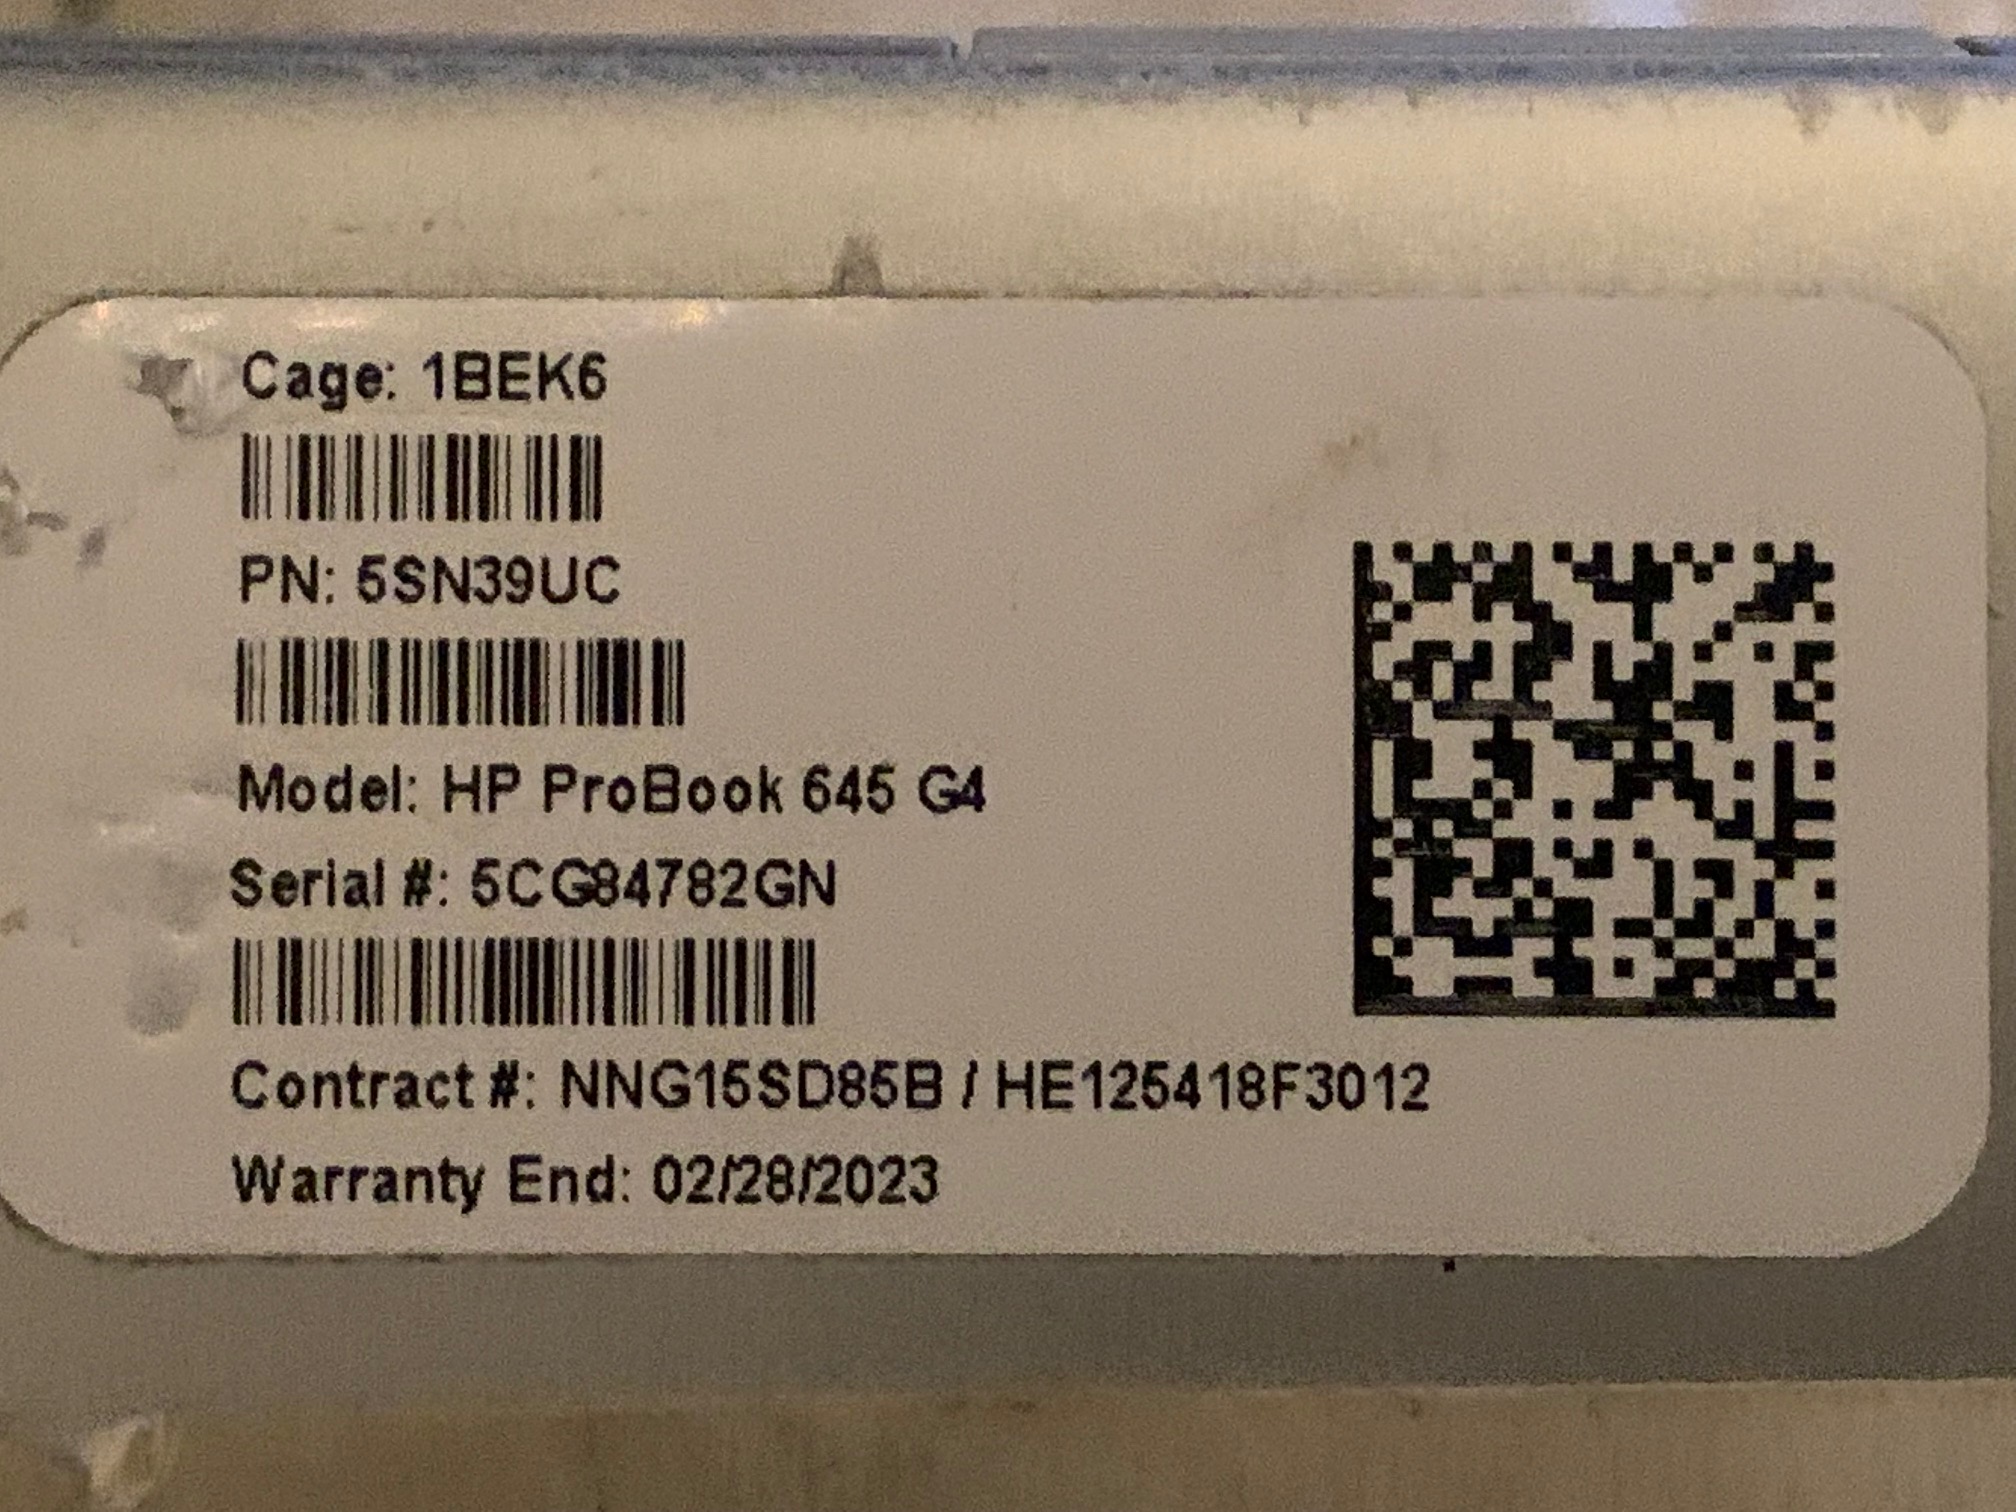 Cage: 1BEK6
PN: 5SN39UC
Model: HP ProBook 645 G4
Serial #: 5CG84782GN
Contract #: NNG15SD85B / HE125418F3012
Warranty End: 02/28/2023